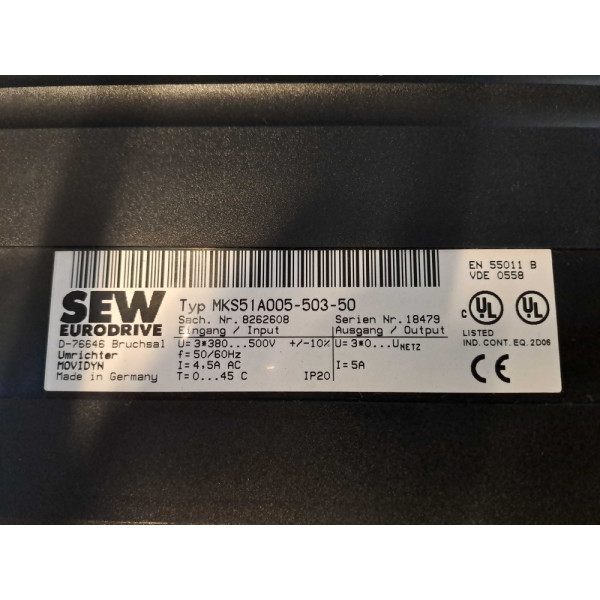 SEW
EURODRIVE
D-76646 Bruchsal
Umrichter
MOVIDYN
Made in Germany
Typ MKS51A005-503-50
Sach. Nr. 8262608 Serien Nr. 18479
Eingang / Input Ausgang / Output
U= 3*380...500V +/-10% U= 3*0...UNETZ
f= 50/60Hz
I= 4,5A AC I= 5A
T= 0...45 C IP20
EN 55011 B
VDE 0558
c UL UL
LISTED
IND. CONT. EQ. 2D06
CE